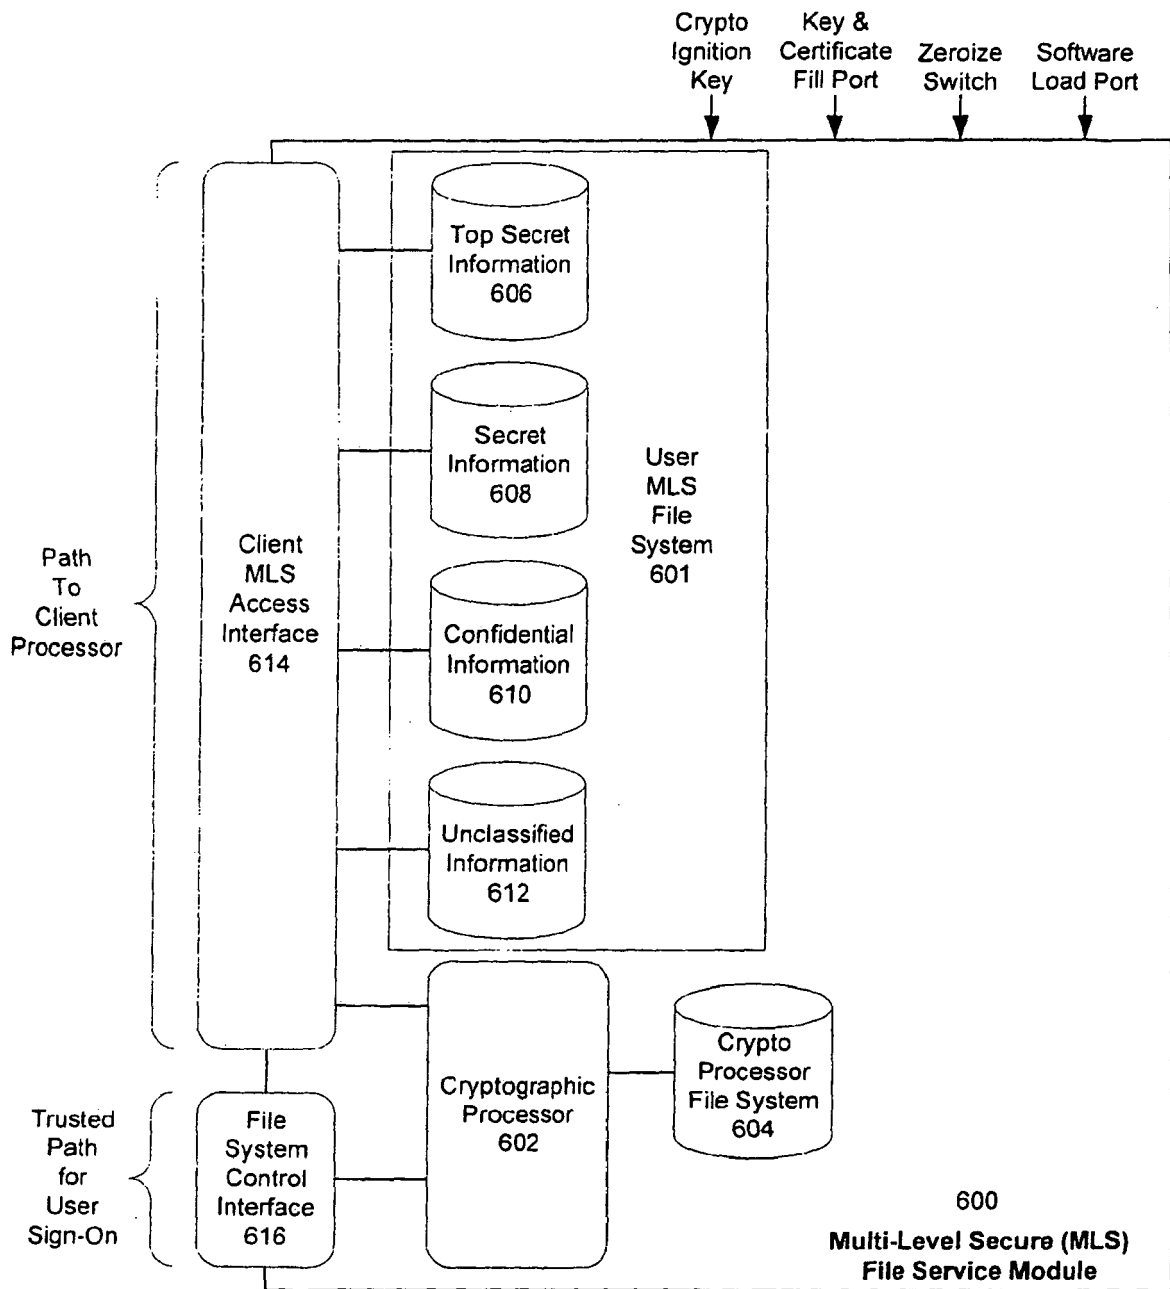 Crypto
Ignition
Key
Key &
Certificate
Fill Port
Zeroize
Switch
Software
Load Port
Top Secret
Information
606
Secret
Information
608
User
MLS
File
System
601
Path
To
Client
Processor
Client
MLS
Access
Interface
614
Confidential
Information
610
Unclassified
Information
612
Cryptographic
Processor
602
Crypto
Processor
File System
604
Trusted
Path
for
User
Sign-On
File
System
Control
Interface
616
600
Multi-Level Secure (MLS)
File Service Module